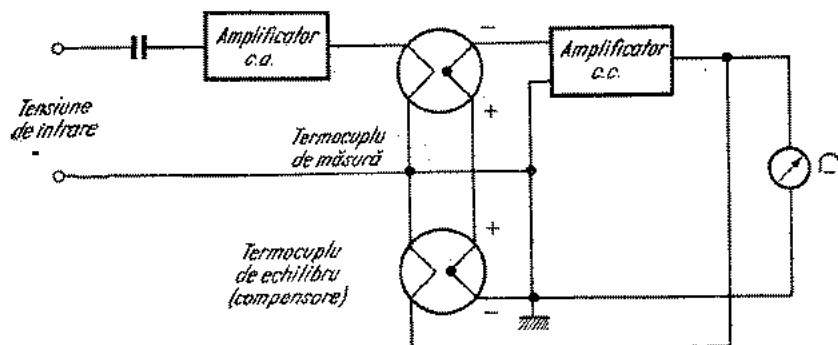 Amplificator
c.a.
Amplificator
c.c.
Tensiune
de intrare
Termocuplu
de măsură
Termocuplu
de echilibru
(compensare)
−
+
+
−